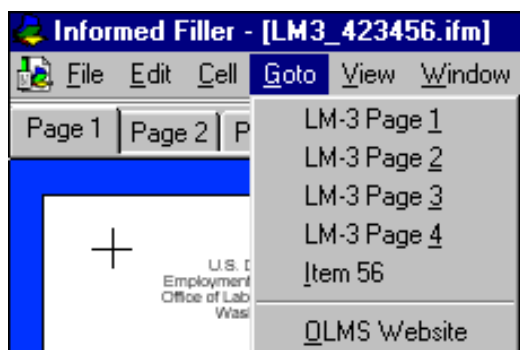 Informed Filler - [LM3_423456.ifm]
File Edit Cell Goto View Window
Page 1 Page 2 P
LM-3 Page 1
LM-3 Page 2
LM-3 Page 3
LM-3 Page 4
Item 56
OLMS Website
U.S. D
Employment
Office of Lab
Was